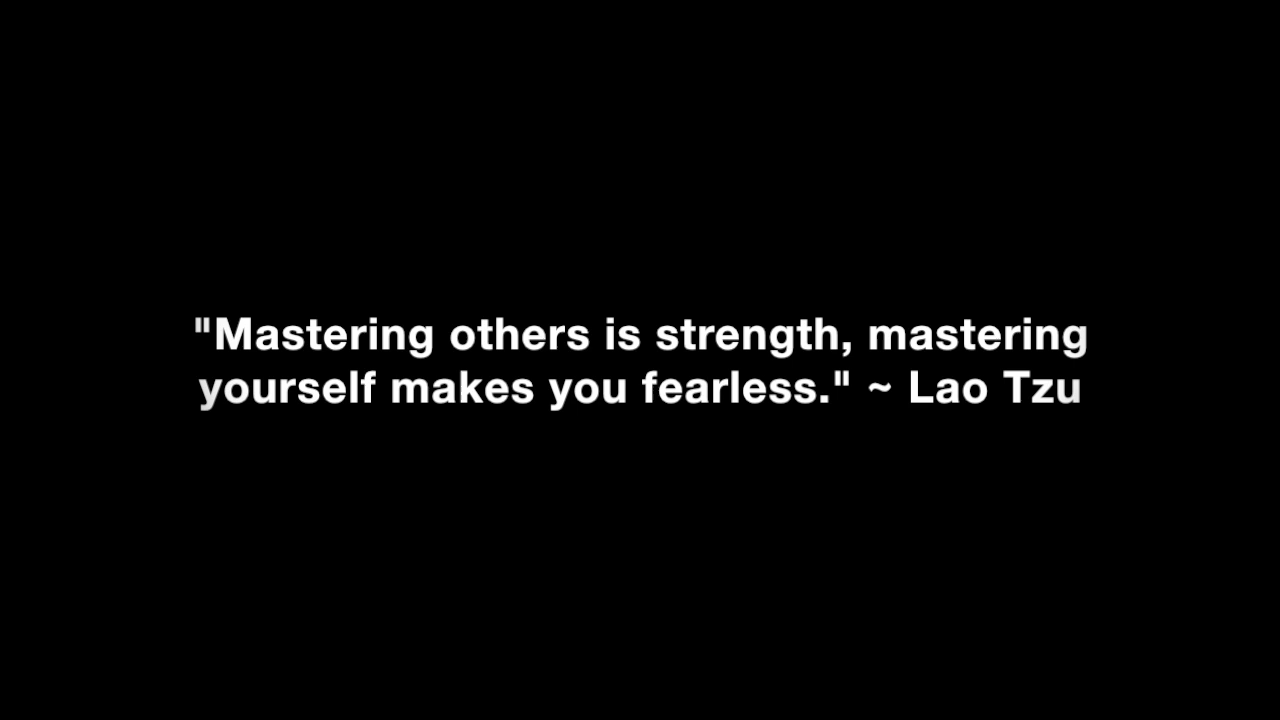 "Mastering others is strength, mastering
yourself makes you fearless." ~ Lao Tzu